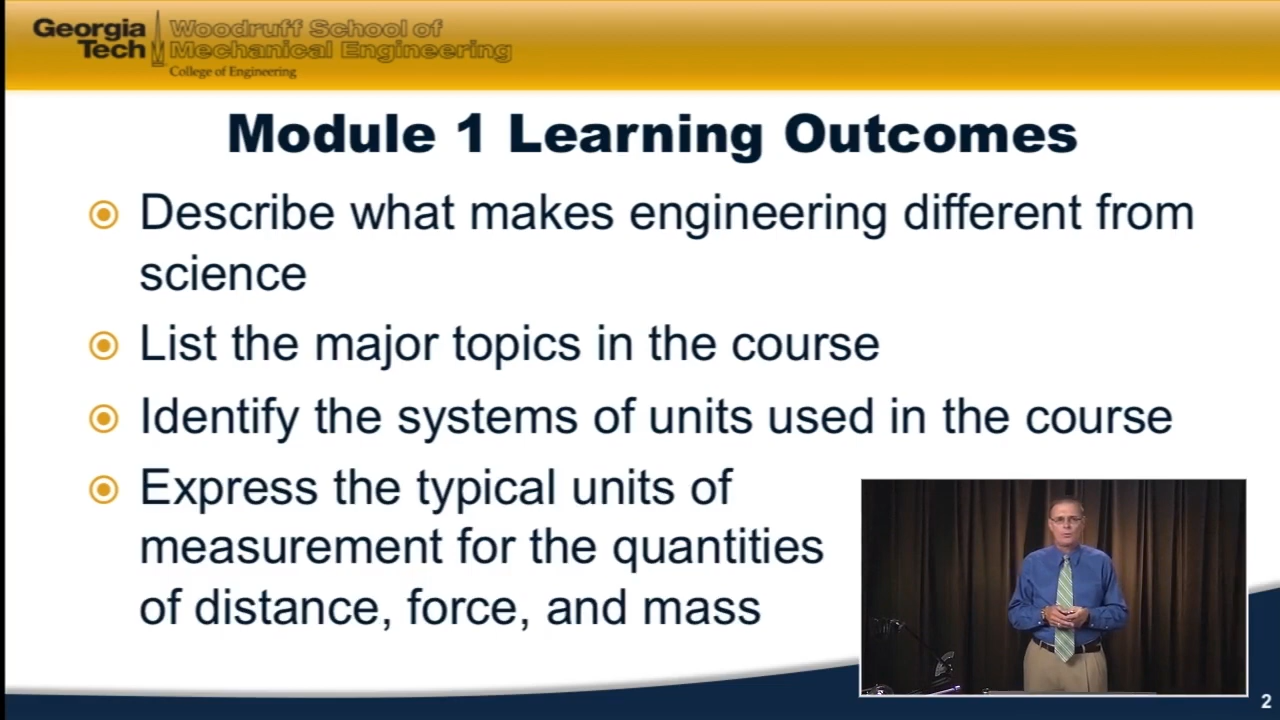 Georgia Tech
Woodruff School of
Mechanical Engineering
College of Engineering
Module 1 Learning Outcomes
Describe what makes engineering different from
science
List the major topics in the course
Identify the systems of units used in the course
Express the typical units of
measurement for the quantities
of distance, force, and mass
2